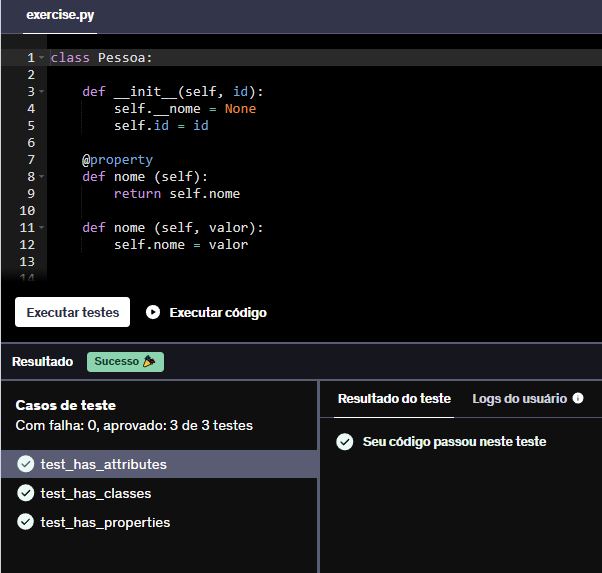 exercise.py
1 class Pessoa:
2
3 def __init__(self, id):
4 self.__nome = None
5 self.id = id
6
7 @property
8 def nome (self):
9 return self.nome
10
11 def nome (self, valor):
12 self.nome = valor
13
14
Executar testes Executar código
Resultado Sucesso
Casos de teste
Com falha: 0, aprovado: 3 de 3 testes
test_has_attributes
test_has_classes
test_has_properties
Resultado do teste Logs do usuário
Seu código passou neste teste